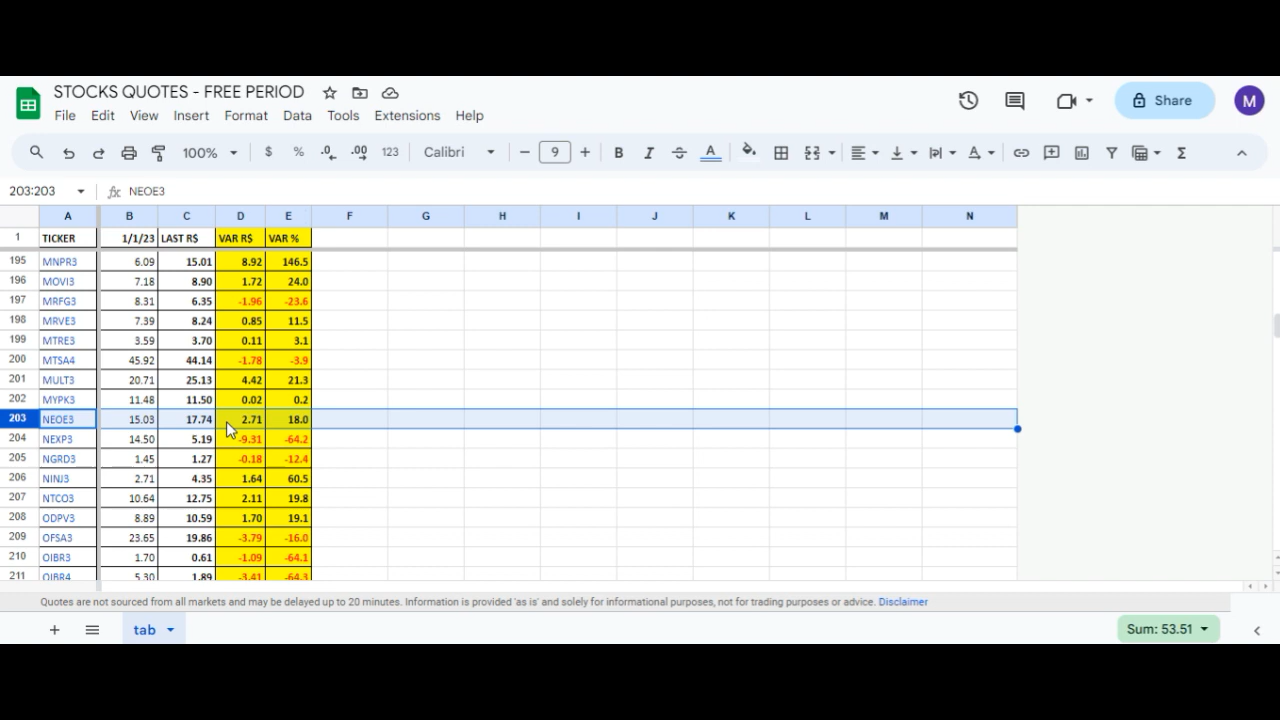 STOCKS QUOTES - FREE PERIOD
Share
M
File Edit View Insert Format Data Tools Extensions Help
100% $ % .0 .00 123 Calibri - 9 + B I S A Σ
203:203 fx NEOE3
A B C D E F G H I J K L M N
1 TICKER 1/1/23 LAST R$ VAR R$ VAR %
195 MNPR3 6.09 15.01 8.92 146.5
196 MOVI3 7.18 8.90 1.72 24.0
197 MRFG3 8.31 6.35 -1.96 -23.6
198 MRVE3 7.39 8.24 0.85 11.5
199 MTRE3 3.59 3.70 0.11 3.1
200 MTSA4 45.92 44.14 -1.78 -3.9
201 MULT3 20.71 25.13 4.42 21.3
202 MYPK3 11.48 11.50 0.02 0.2
203 NEOE3 15.03 17.74 2.71 18.0
204 NEXP3 14.50 5.19 -9.31 -64.2
205 NGRD3 1.45 1.27 -0.18 -12.4
206 NINJ3 2.71 4.35 1.64 60.5
207 NTCO3 10.64 12.75 2.11 19.8
208 ODPV3 8.89 10.59 1.70 19.1
209 OFSA3 23.65 19.86 -3.79 -16.0
210 OIBR3 1.70 0.61 -1.09 -64.1
211 OIBR4 5.30 1.89 -3.41 -64.3
Quotes are not sourced from all markets and may be delayed up to 20 minutes. Information is provided 'as is' and solely for informational purposes, not for trading purposes or advice. Disclaimer
+ tab
Sum: 53.51